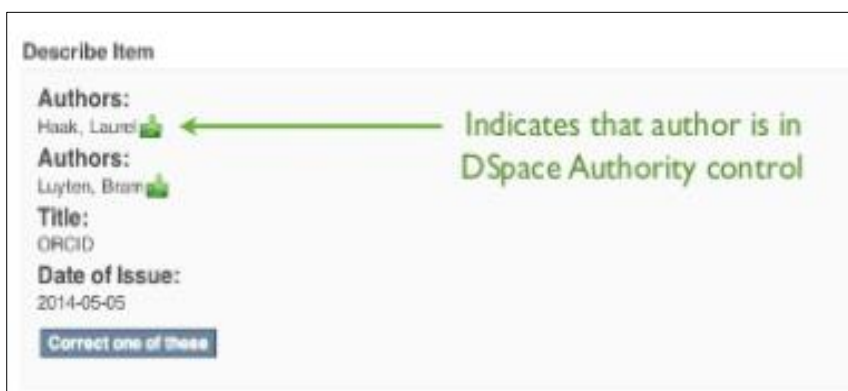 Describe Item
Authors:
Haak, Laurel
Indicates that author is in
DSpace Authority control
Authors:
Luyten, Bram
Title:
ORCID
Date of Issue:
2014-05-05
Correct one of these